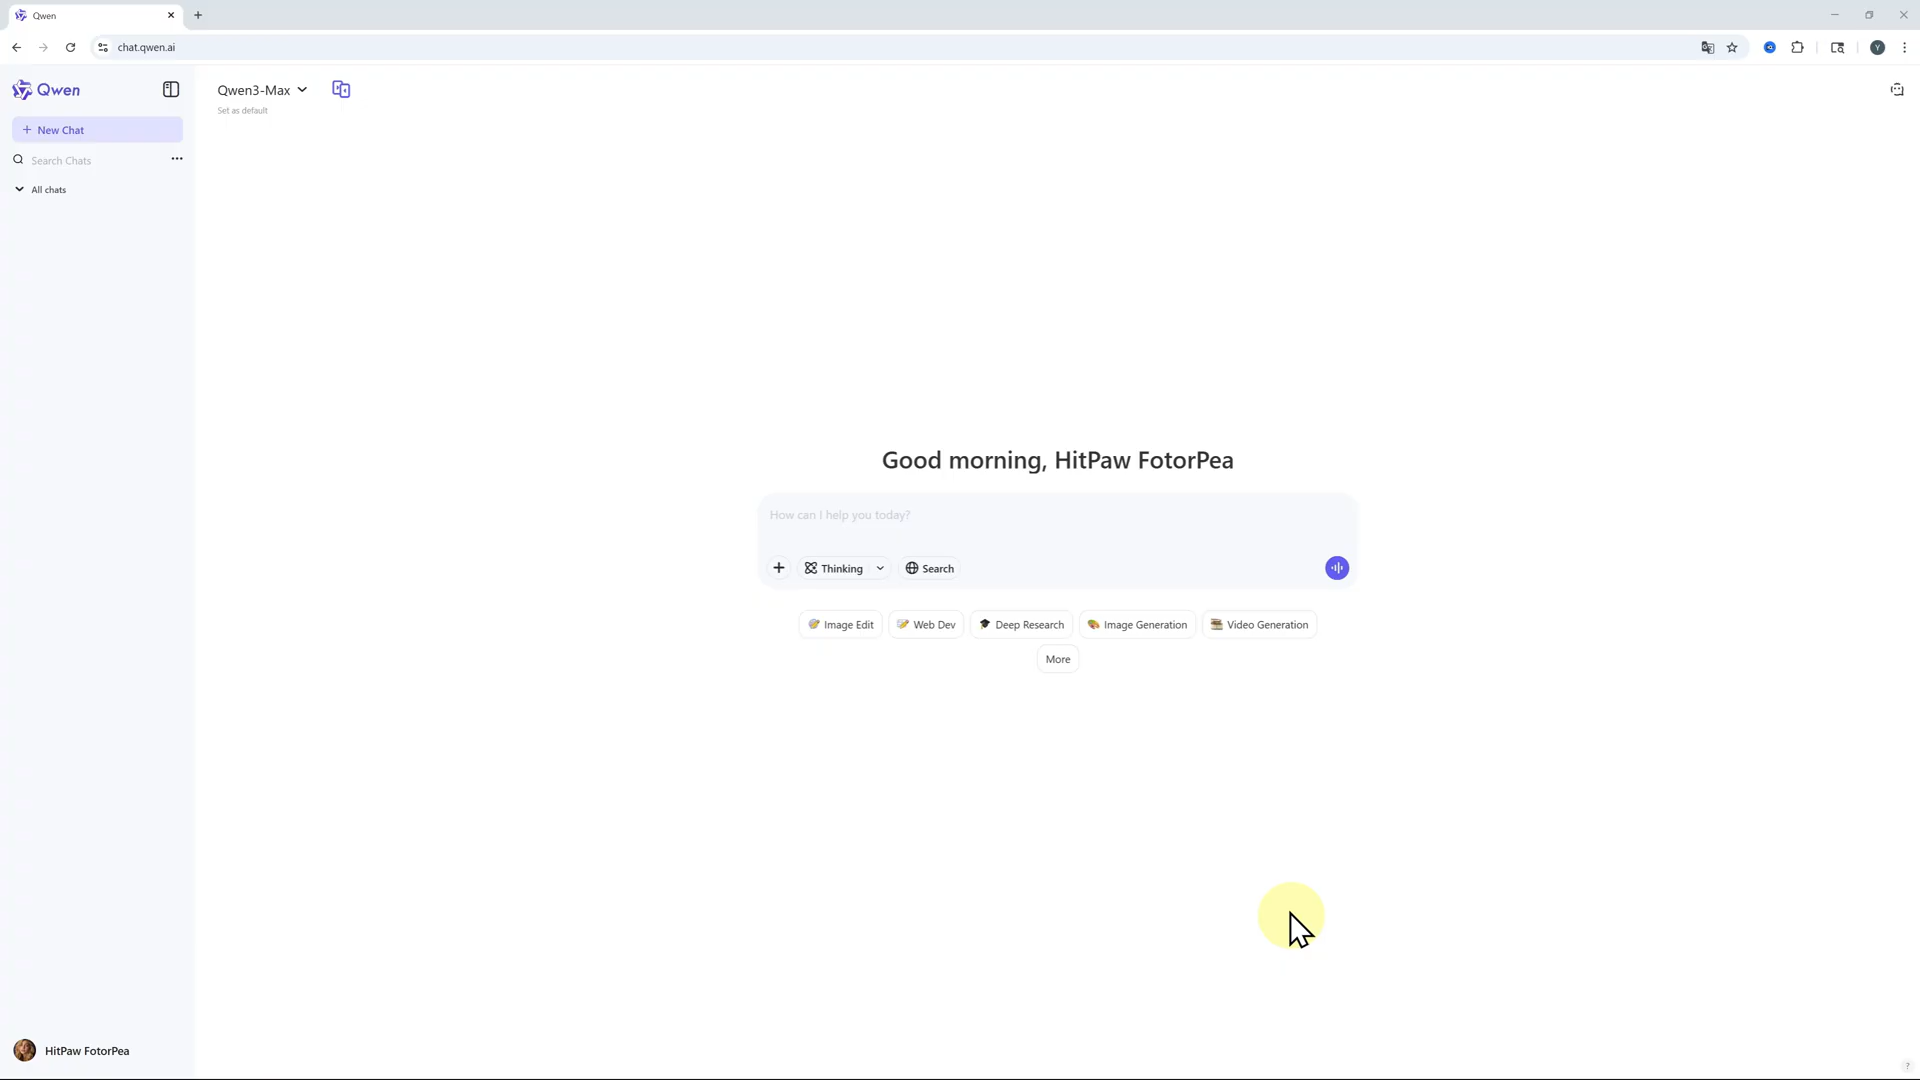 Qwen
chat.qwen.ai
Y
Qwen
Qwen3-Max
Set as default
+ New Chat
Search Chats
All chats
Good morning, HitPaw FotorPea
How can I help you today?
Thinking
Search
Image Edit
Web Dev
Deep Research
Image Generation
Video Generation
More
HitPaw FotorPea
?